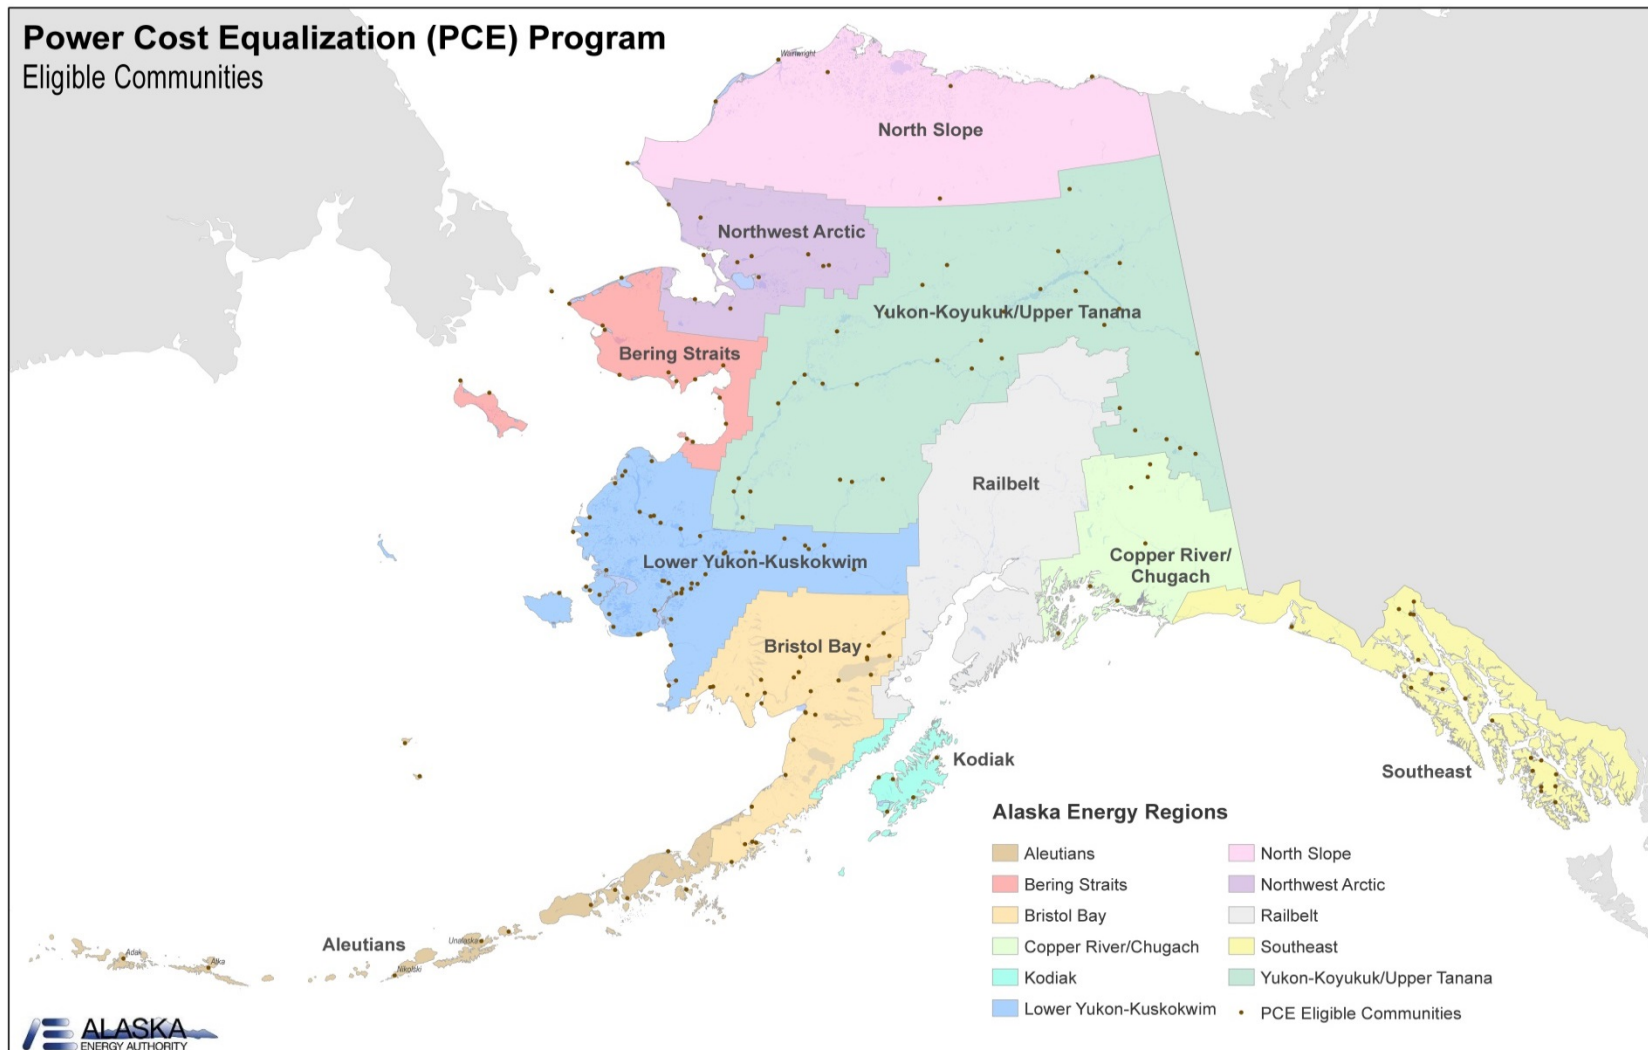 Power Cost Equalization (PCE) Program
Eligible Communities
Wainwright
North Slope
Northwest Arctic
Yukon-Koyukuk/Upper Tanana
Bering Straits
Railbelt
Lower Yukon-Kuskokwim
Copper River/
Chugach
Bristol Bay
Kodiak
Southeast
Aleutians
Unalaska
Adak
Atka
Nikolski
Alaska Energy Regions
Aleutians
Bering Straits
Bristol Bay
Copper River/Chugach
Kodiak
Lower Yukon-Kuskokwim
North Slope
Northwest Arctic
Railbelt
Southeast
Yukon-Koyukuk/Upper Tanana
PCE Eligible Communities
ALASKA
ENERGY AUTHORITY